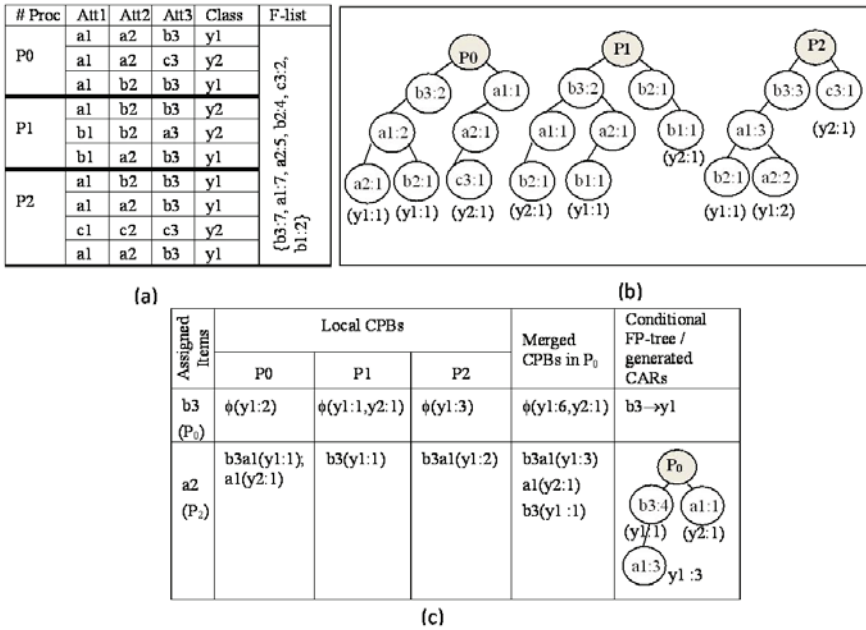 # Proc Att1 Att2 Att3 Class F-list
P0
a1 a2 b3 y1
a1 a2 c3 y2
a1 b2 b3 y1
P1
a1 b2 b3 y2
b1 b2 a3 y2
b1 a2 b3 y1
P2
a1 b2 b3 y1
a1 a2 b3 y1
c1 c2 c3 y2
a1 a2 b3 y1
{b3:7, a1:7, a2:5, b2:4, c3:2,
b1:2}
(a)
P0 P1 P2
b3:2 a1:1 b3:2 b2:1 b3:3 c3:1
(y2:1)
a1:2 a2:1 a1:1 a2:1 b1:1 a1:3
(y2:1)
a2:1 b2:1 c3:1 b2:1 b1:1 b2:1 a2:2
(y1:1) (y1:1) (y2:1) (y2:1) (y1:1) (y1:1) (y1:2)
(b)
Assigned
Items
Local CPBs
P0 P1 P2
Merged
CPBs in P0
Conditional
FP-tree /
generated
CARs
b3
(P0)
ϕ(y1:2) ϕ(y1:1,y2:1) ϕ(y1:3) ϕ(y1:6,y2:1) b3→y1
a2
(P2)
b3a1(y1:1);
a1(y2:1)
b3(y1:1)
b3a1(y1:2)
b3a1(y1:3)
a1(y2:1)
b3(y1 :1)
P0
b3:4 a1:1
(y1:1) (y2:1)
a1:3 y1 :3
(c)